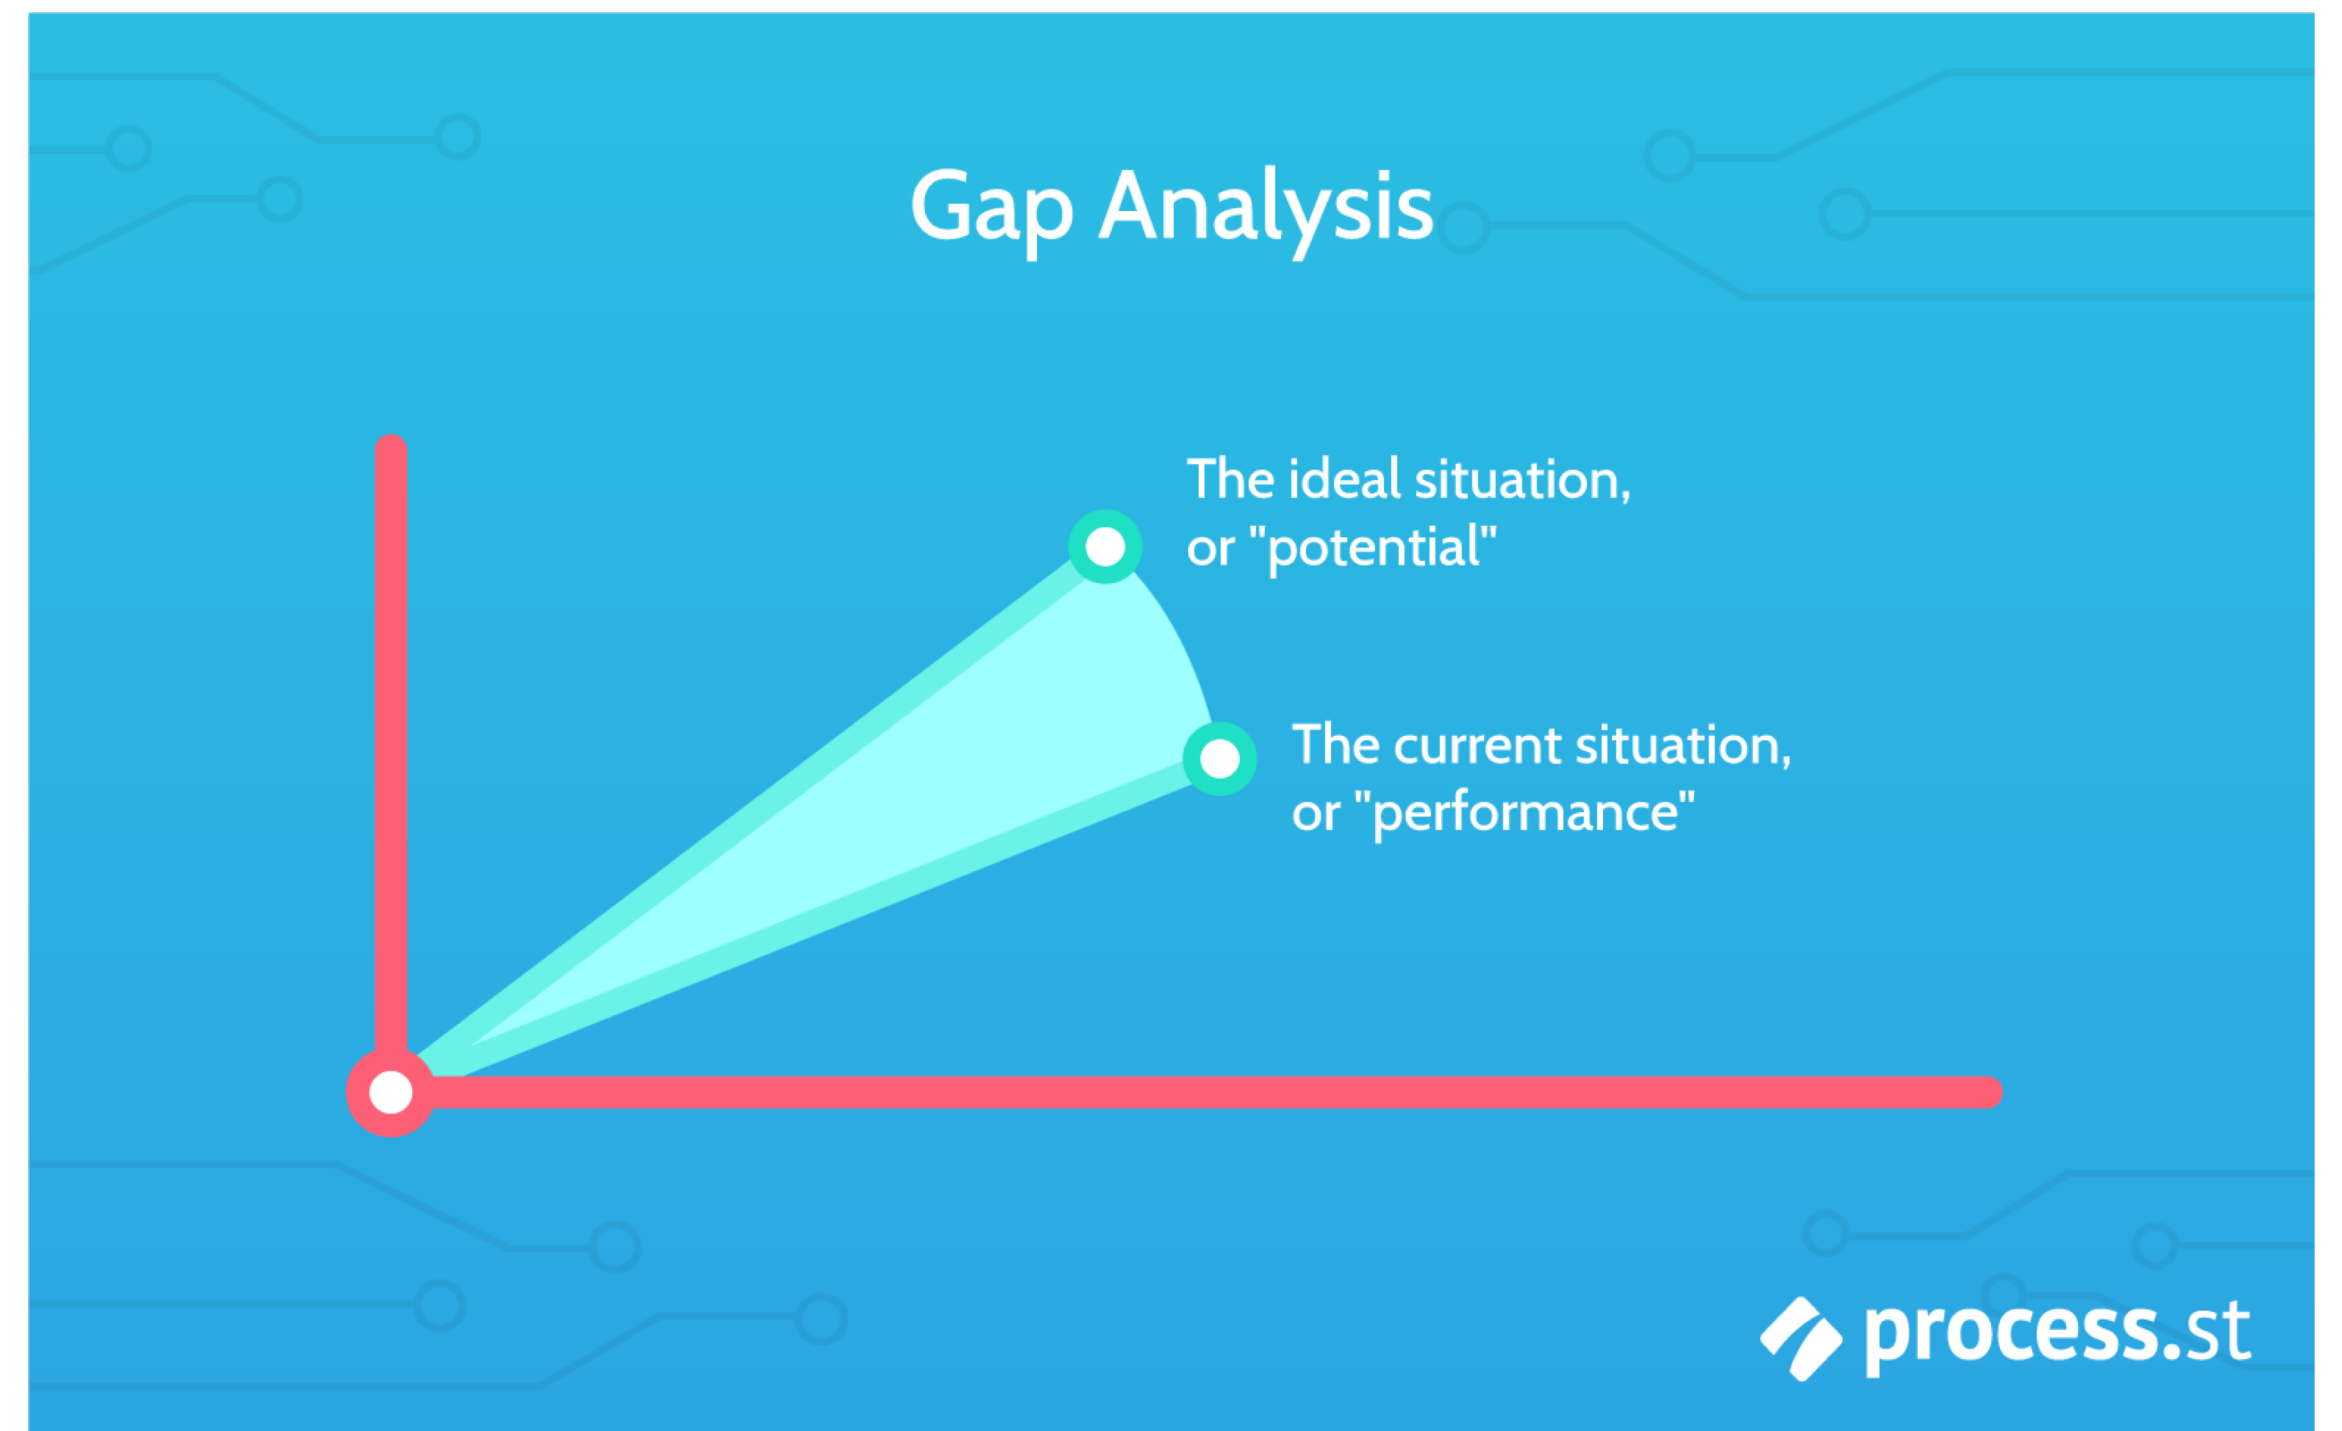 Gap Analysis
The ideal situation,
or "potential"
The current situation,
or "performance"
process.st